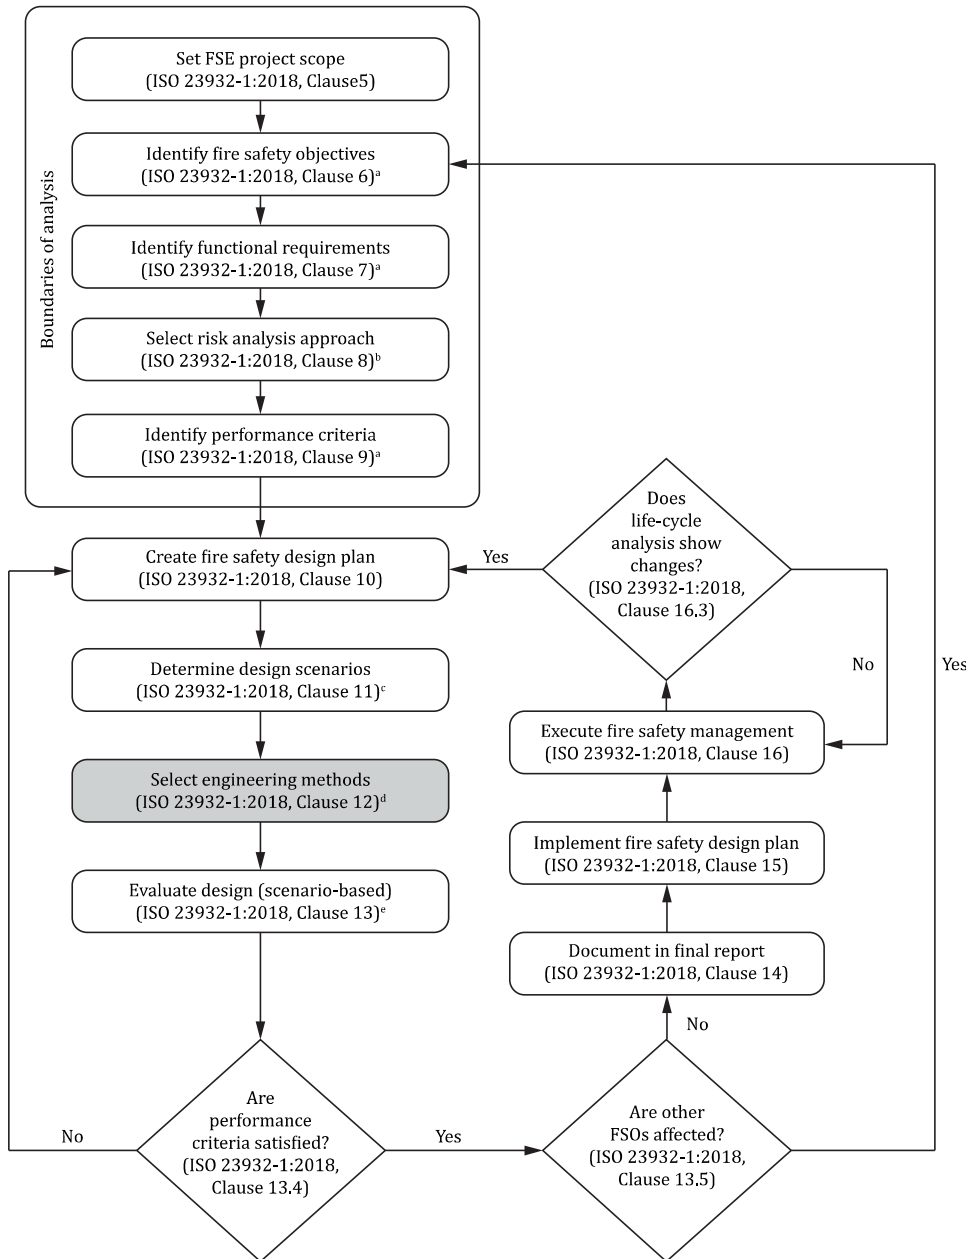 Boundaries of analysis
Set FSE project scope
(ISO 23932-1:2018, Clause5)
Identify fire safety objectives
(ISO 23932-1:2018, Clause 6)ᵃ
Identify functional requirements
(ISO 23932-1:2018, Clause 7)ᵃ
Select risk analysis approach
(ISO 23932-1:2018, Clause 8)ᵇ
Identify performance criteria
(ISO 23932-1:2018, Clause 9)ᵃ
Create fire safety design plan
(ISO 23932-1:2018, Clause 10)
Determine design scenarios
(ISO 23932-1:2018, Clause 11)ᶜ
Select engineering methods
(ISO 23932-1:2018, Clause 12)ᵈ
Evaluate design (scenario-based)
(ISO 23932-1:2018, Clause 13)ᵉ
Are
performance
criteria satisfied?
(ISO 23932-1:2018,
Clause 13.4)
No
Yes
Are other
FSOs affected?
(ISO 23932-1:2018,
Clause 13.5)
No
Yes
Document in final report
(ISO 23932-1:2018, Clause 14)
Implement fire safety design plan
(ISO 23932-1:2018, Clause 15)
Execute fire safety management
(ISO 23932-1:2018, Clause 16)
Does
life-cycle
analysis show
changes?
(ISO 23932-1:2018,
Clause 16.3)
Yes
No